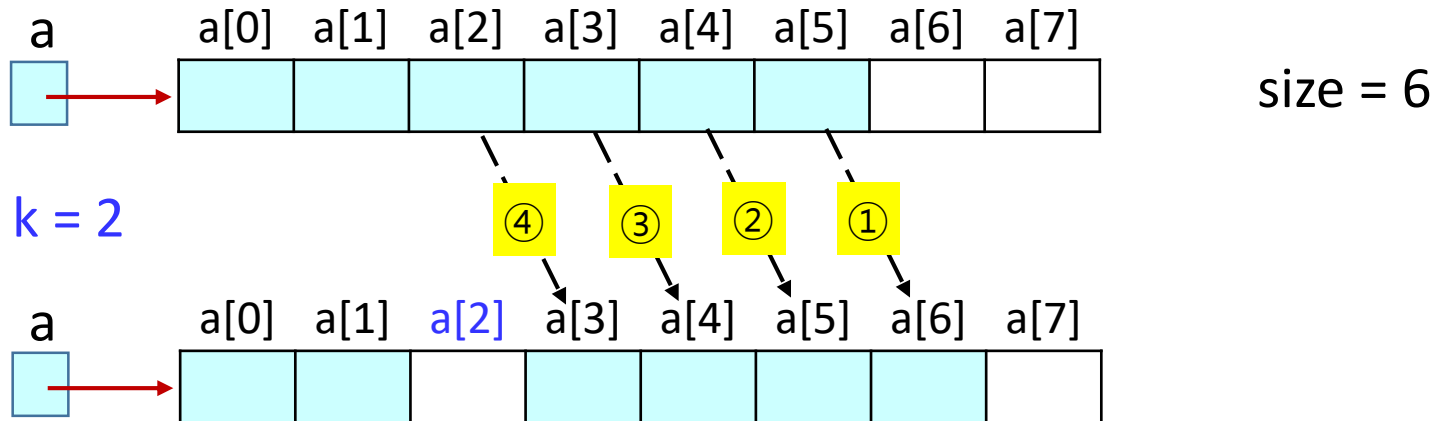 a a[0] a[1] a[2] a[3] a[4] a[5] a[6] a[7]
size = 6
k = 2
④ ③ ② ①
a a[0] a[1] a[2] a[3] a[4] a[5] a[6] a[7]